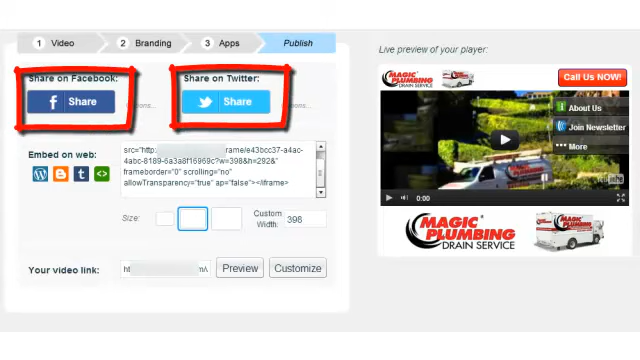 1 Video 2 Branding 3 Apps Publish
Share on Facebook: Share on Twitter:
f Share Share
Embed on web:
src="http:
rame/e43bcc37-a4ac-
4abc-8189-6a3a8f16969c?w=398&h=292&"
frameborder="0" scrolling="no"
allowTransparency="true" ap="false"></iframe>
Size:
Custom Width: 398
Your video link: Preview Customize
Live preview of your player:
MAGIC PLUMBING
DRAIN SERVICE
Call Us NOW!
About Us
Join Newsletter
More
0:00
MAGIC PLUMBING
DRAIN SERVICE